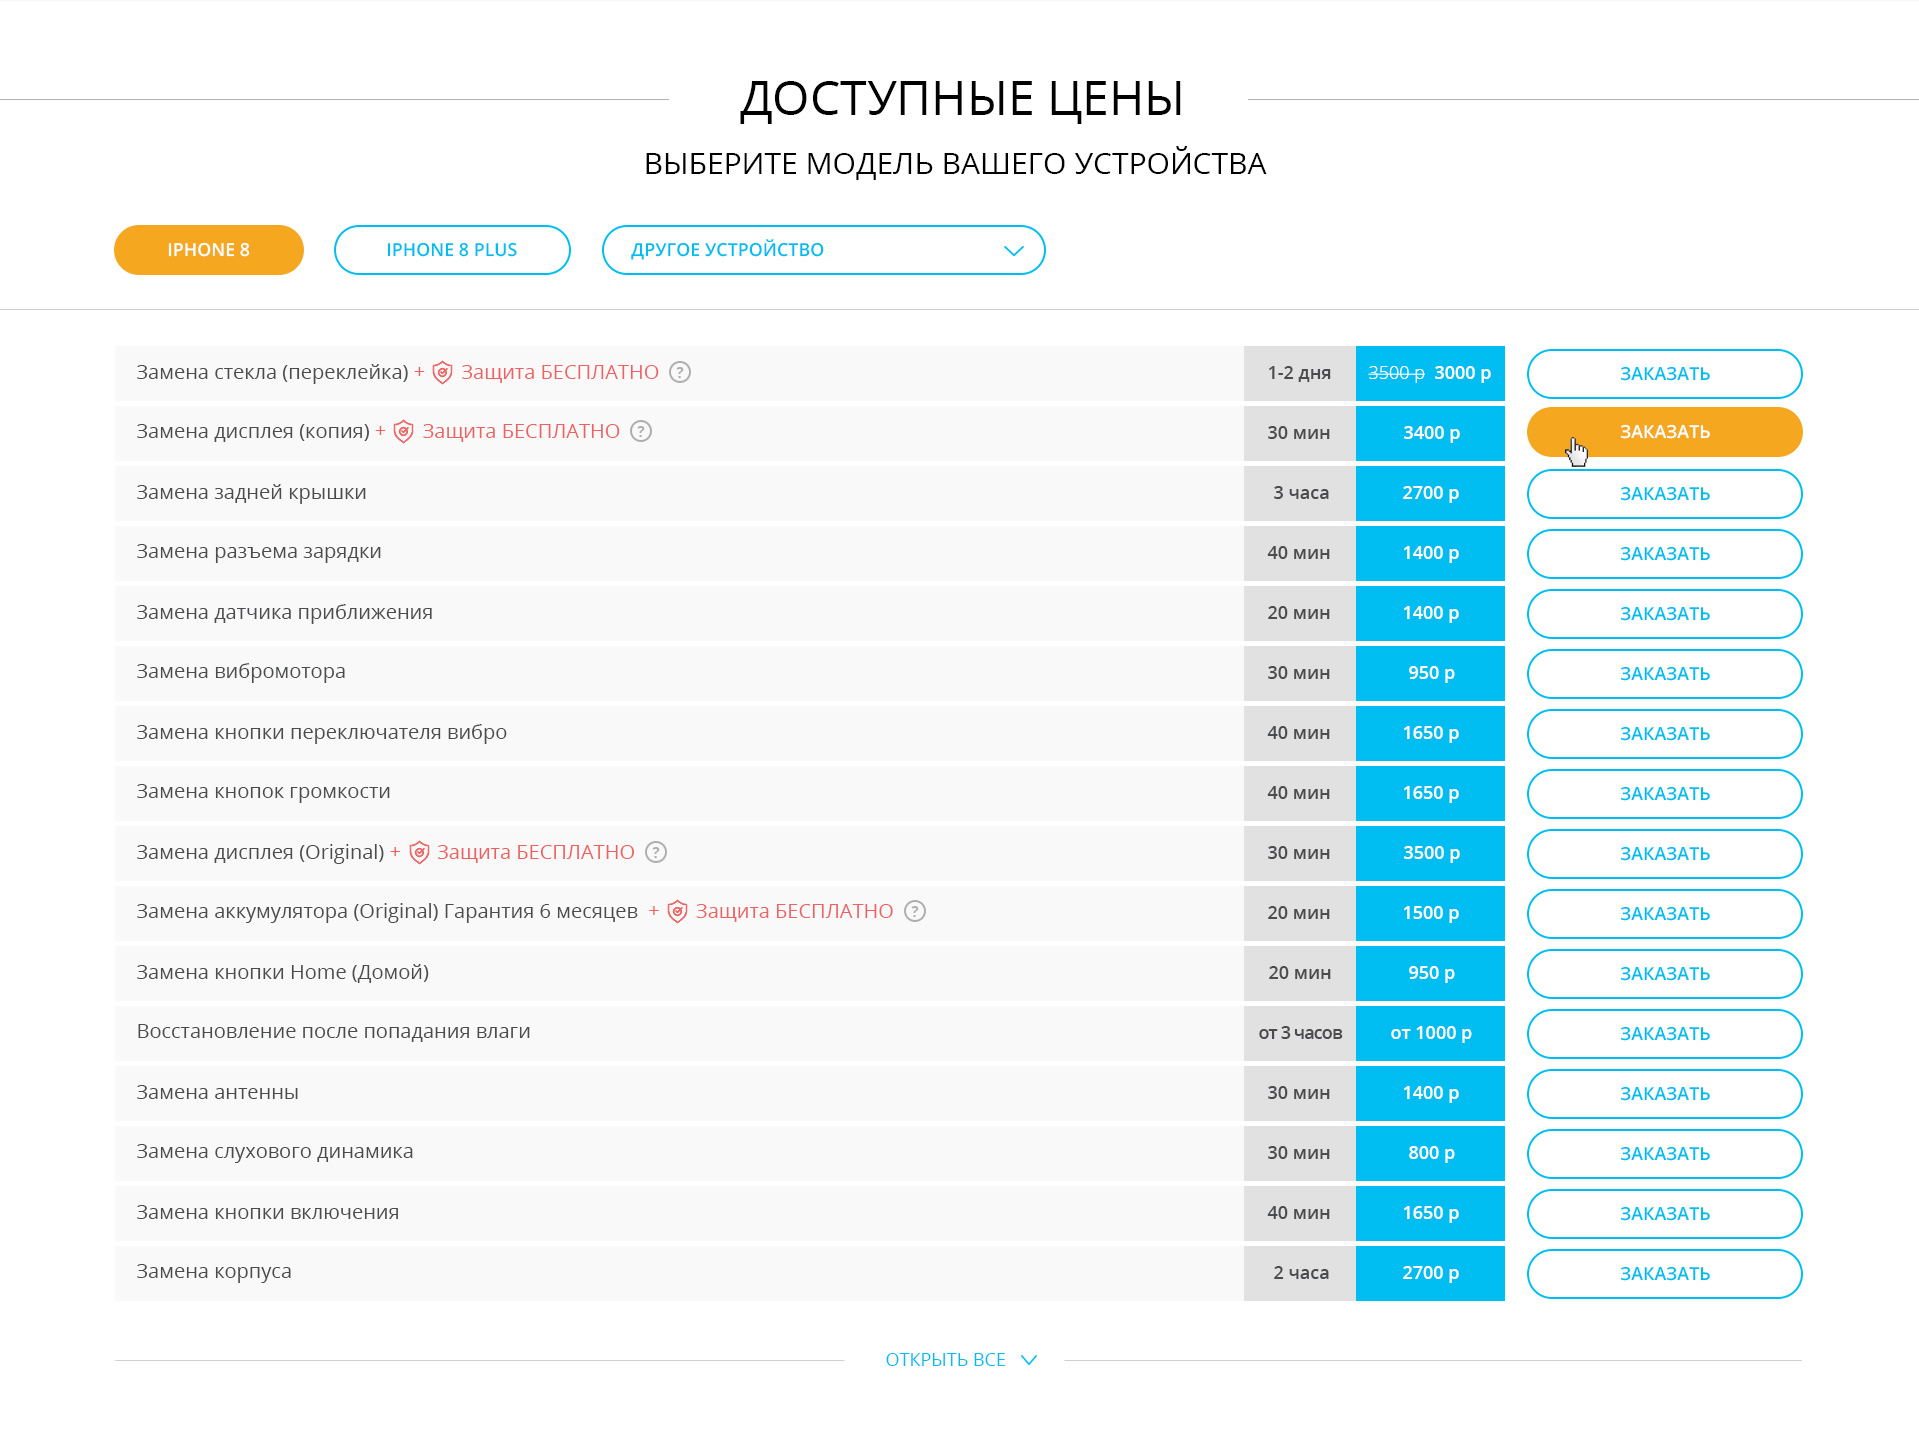 ДОСТУПНЫЕ ЦЕНЫ
ВЫБЕРИТЕ МОДЕЛЬ ВАШЕГО УСТРОЙСТВА
IPHONE 8 IPHONE 8 PLUS ДРУГОЕ УСТРОЙСТВО
Замена стекла (переклейка) + Защита БЕСПЛАТНО ? 1-2 дня 3500 р 3000 р ЗАКАЗАТЬ
Замена дисплея (копия) + Защита БЕСПЛАТНО ? 30 мин 3400 р ЗАКАЗАТЬ
Замена задней крышки 3 часа 2700 р ЗАКАЗАТЬ
Замена разъема зарядки 40 мин 1400 р ЗАКАЗАТЬ
Замена датчика приближения 20 мин 1400 р ЗАКАЗАТЬ
Замена вибромотора 30 мин 950 р ЗАКАЗАТЬ
Замена кнопки переключателя вибро 40 мин 1650 р ЗАКАЗАТЬ
Замена кнопок громкости 40 мин 1650 р ЗАКАЗАТЬ
Замена дисплея (Original) + Защита БЕСПЛАТНО ? 30 мин 3500 р ЗАКАЗАТЬ
Замена аккумулятора (Original) Гарантия 6 месяцев + Защита БЕСПЛАТНО ? 20 мин 1500 р ЗАКАЗАТЬ
Замена кнопки Home (Домой) 20 мин 950 р ЗАКАЗАТЬ
Восстановление после попадания влаги от 3 часов от 1000 р ЗАКАЗАТЬ
Замена антенны 30 мин 1400 р ЗАКАЗАТЬ
Замена слухового динамика 30 мин 800 р ЗАКАЗАТЬ
Замена кнопки включения 40 мин 1650 р ЗАКАЗАТЬ
Замена корпуса 2 часа 2700 р ЗАКАЗАТЬ
ОТКРЫТЬ ВСЕ